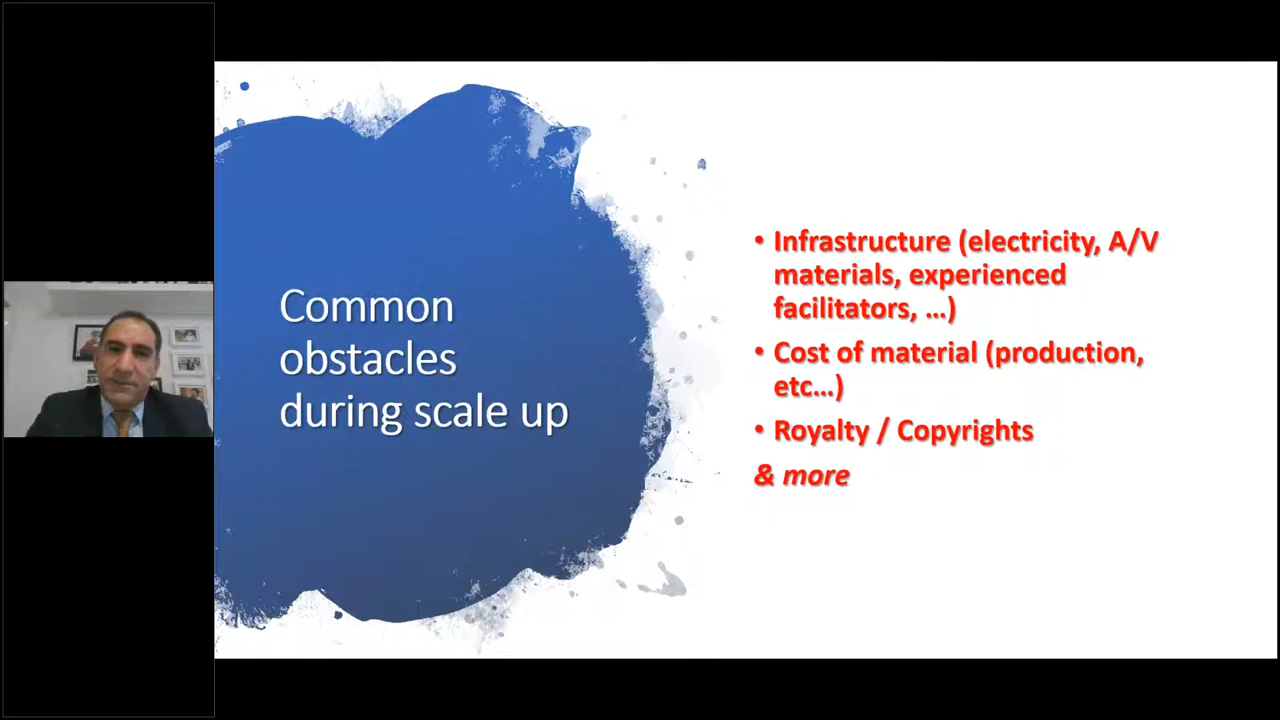 Common
obstacles
during scale up
• Infrastructure (electricity, A/V
materials, experienced
facilitators, …)
• Cost of material (production,
etc…)
• Royalty / Copyrights
& more